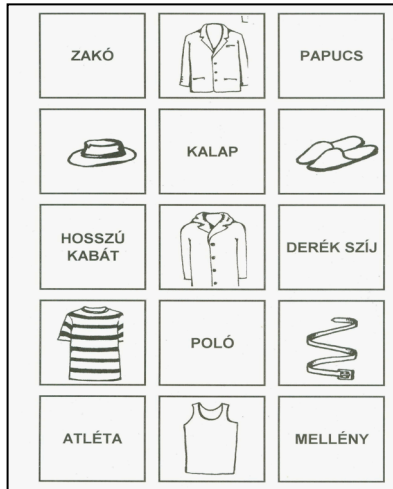 ZAKÓ
PAPUCS
KALAP
HOSSZÚ
KABÁT
DERÉK SZÍJ
POLÓ
ATLÉTA
MELLÉNY